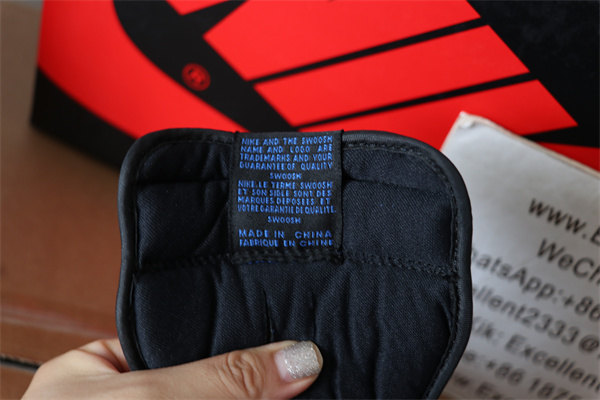 NIKE AND THE SWOOSH
NAME AND LOGO ARE
TRADEMARKS AND YOUR
GUARANTEE OF QUALITY
SWOOSH
NIKE,LE TERME SWOOSH
ET SON SIGLE SONT DES
MARQUES DEPOSEES ET
VOTRE GARANTIE DE QUALITE.
SWOOSH
MADE IN CHINA
FABRIQUE EN CHINE
www.E
WeCh
atsApp:+86
ellent2333@
Kik: Excellen
e:+86 187